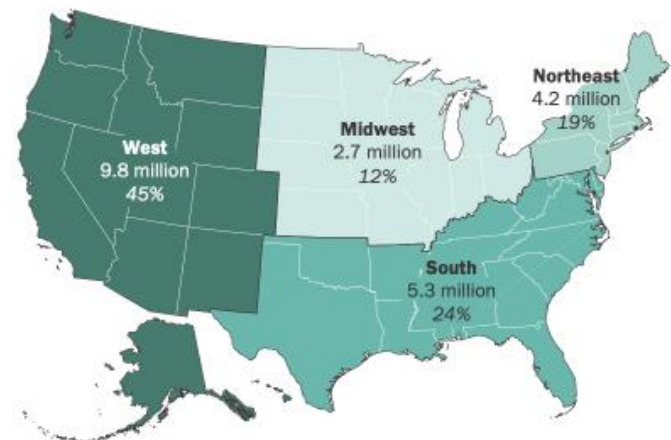 West
9.8 million
45%
Midwest
2.7 million
12%
Northeast
4.2 million
19%
South
5.3 million
24%